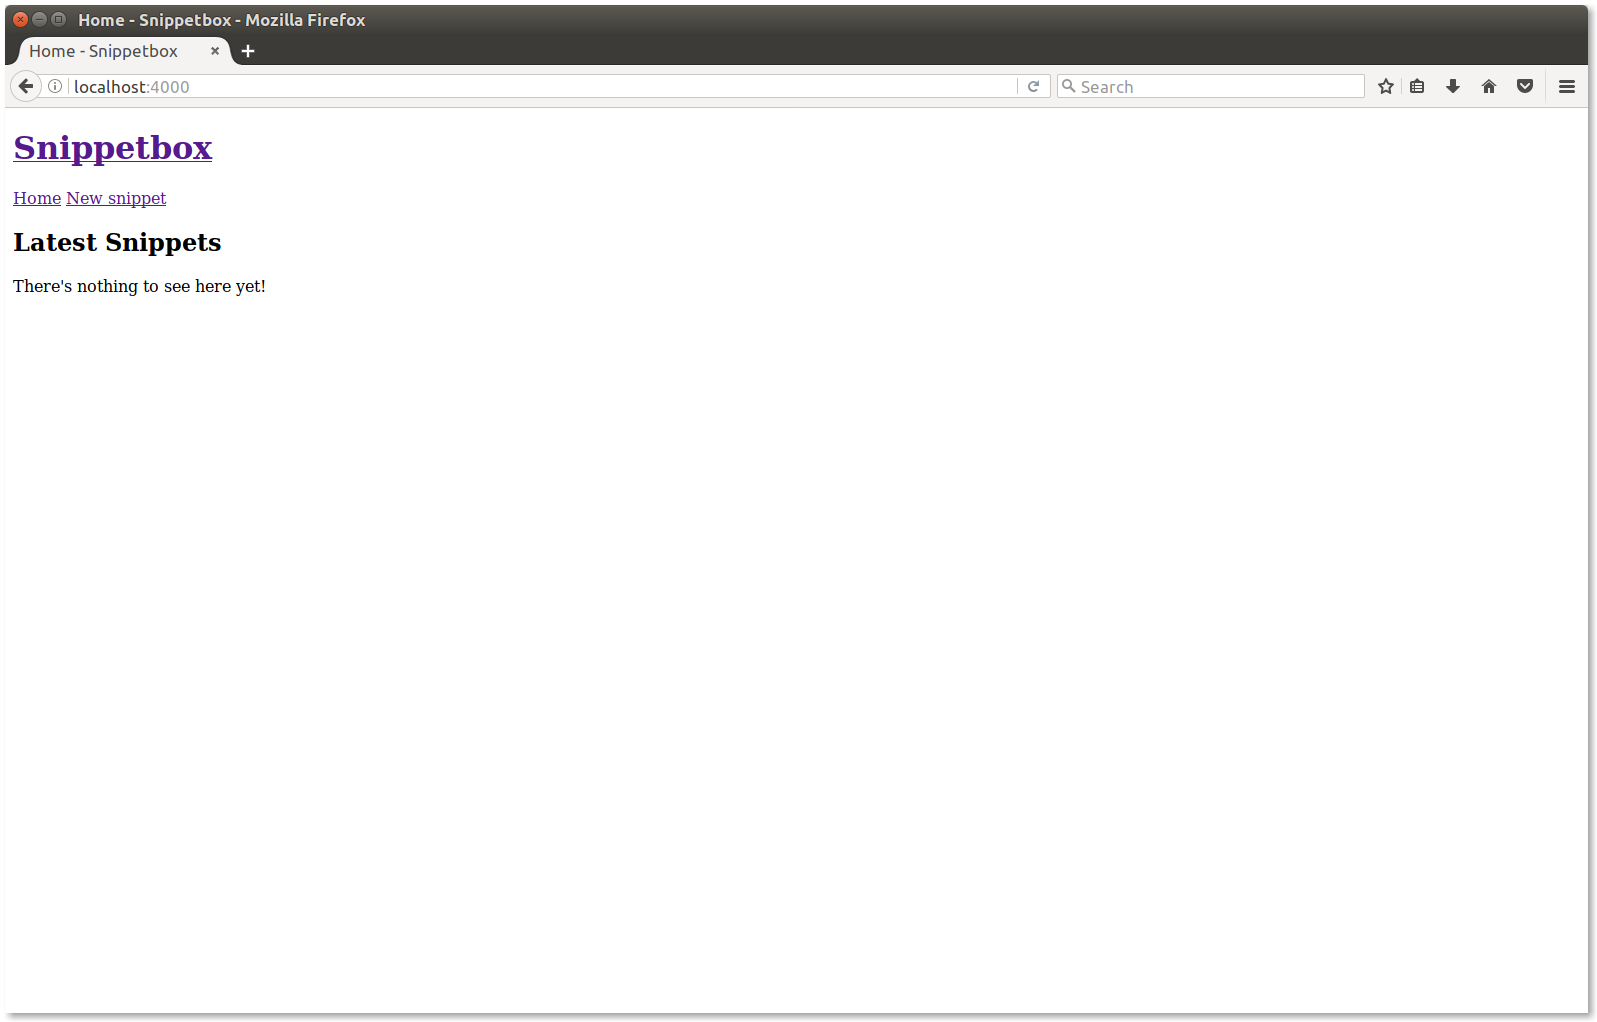 Home - Snippetbox - Mozilla Firefox
Home - Snippetbox
localhost:4000
Search
Snippetbox
Home New snippet
Latest Snippets
There's nothing to see here yet!